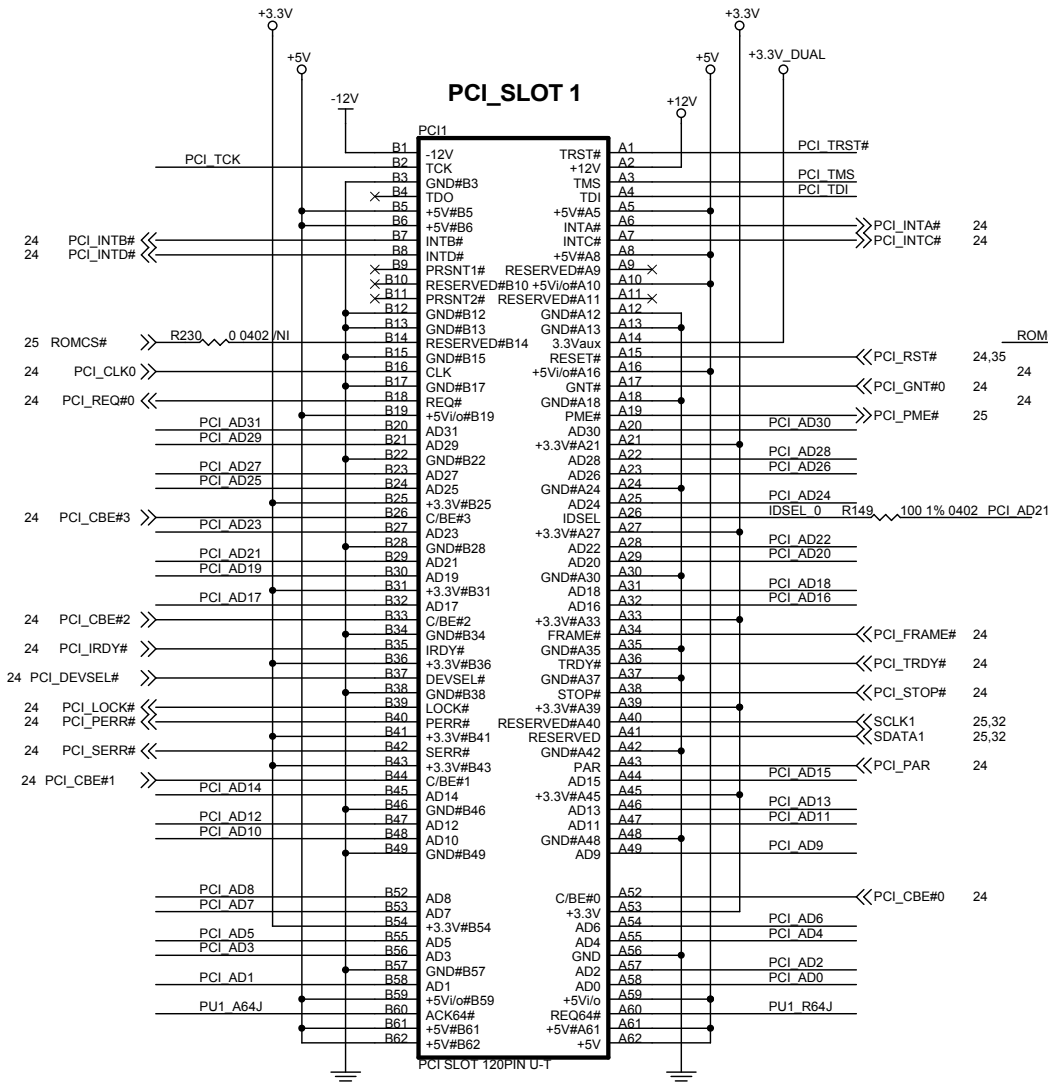 +3.3V +3.3V
+5V +5V +3.3V_DUAL
PCI_SLOT 1
-12V +12V
PCI1
B1 -12V TRST# A1 PCI_TRST#
PCI_TCK B2 TCK +12V A2
B3 GND#B3 TMS A3 PCI_TMS
B4 TDO TDI A4 PCI_TDI
B5 +5V#B5 +5V#A5 A5
B6 +5V#B6 INTA# A6 PCI_INTA# 24
24 PCI_INTB# B7 INTB# INTC# A7 PCI_INTC# 24
24 PCI_INTD# B8 INTD# +5V#A8 A8
B9 PRSNT1# RESERVED#A9 A9
B10 RESERVED#B10 +5Vi/o#A10 A10
B11 PRSNT2# RESERVED#A11 A11
B12 GND#B12 GND#A12 A12
B13 GND#B13 GND#A13 A13
25 ROMCS# R230 0 0402 /NI B14 RESERVED#B14 3.3Vaux A14 ROM
B15 GND#B15 RESET# A15 PCI_RST# 24,35
24 PCI_CLK0 B16 CLK +5Vi/o#A16 A16 24
B17 GND#B17 GNT# A17 PCI_GNT#0 24
24 PCI_REQ#0 B18 REQ# GND#A18 A18 24
B19 +5Vi/o#B19 PME# A19 PCI_PME# 25
PCI_AD31 B20 AD31 AD30 A20 PCI_AD30
PCI_AD29 B21 AD29 +3.3V#A21 A21
B22 GND#B22 AD28 A22 PCI_AD28
PCI_AD27 B23 AD27 AD26 A23 PCI_AD26
PCI_AD25 B24 AD25 GND#A24 A24
B25 +3.3V#B25 AD24 A25 PCI_AD24
24 PCI_CBE#3 B26 C/BE#3 IDSEL A26 IDSEL_0 R149 100 1% 0402 PCI_AD21
PCI_AD23 B27 AD23 +3.3V#A27 A27
B28 GND#B28 AD22 A28 PCI_AD22
PCI_AD21 B29 AD21 AD20 A29 PCI_AD20
PCI_AD19 B30 AD19 GND#A30 A30
B31 +3.3V#B31 AD18 A31 PCI_AD18
PCI_AD17 B32 AD17 AD16 A32 PCI_AD16
24 PCI_CBE#2 B33 C/BE#2 +3.3V#A33 A33
B34 GND#B34 FRAME# A34 PCI_FRAME# 24
24 PCI_IRDY# B35 IRDY# GND#A35 A35
B36 +3.3V#B36 TRDY# A36 PCI_TRDY# 24
24 PCI_DEVSEL# B37 DEVSEL# GND#A37 A37
B38 GND#B38 STOP# A38 PCI_STOP# 24
24 PCI_LOCK# B39 LOCK# +3.3V#A39 A39
24 PCI_PERR# B40 PERR# RESERVED#A40 A40 SCLK1 25,32
B41 +3.3V#B41 RESERVED A41 SDATA1 25,32
24 PCI_SERR# B42 SERR# GND#A42 A42
B43 +3.3V#B43 PAR A43 PCI_PAR 24
24 PCI_CBE#1 B44 C/BE#1 AD15 A44 PCI_AD15
PCI_AD14 B45 AD14 +3.3V#A45 A45
B46 GND#B46 AD13 A46 PCI_AD13
PCI_AD12 B47 AD12 AD11 A47 PCI_AD11
PCI_AD10 B48 AD10 GND#A48 A48
B49 GND#B49 AD9 A49 PCI_AD9
PCI_AD8 B52 AD8 C/BE#0 A52 PCI_CBE#0 24
PCI_AD7 B53 AD7 +3.3V A53
B54 +3.3V#B54 AD6 A54 PCI_AD6
PCI_AD5 B55 AD5 AD4 A55 PCI_AD4
PCI_AD3 B56 AD3 GND A56
B57 GND#B57 AD2 A57 PCI_AD2
PCI_AD1 B58 AD1 AD0 A58 PCI_AD0
B59 +5Vi/o#B59 +5Vi/o A59
PU1_A64J B60 ACK64# REQ64# A60 PU1_R64J
B61 +5V#B61 +5V#A61 A61
B62 +5V#B62 +5V A62
PCI SLOT 120PIN U-T